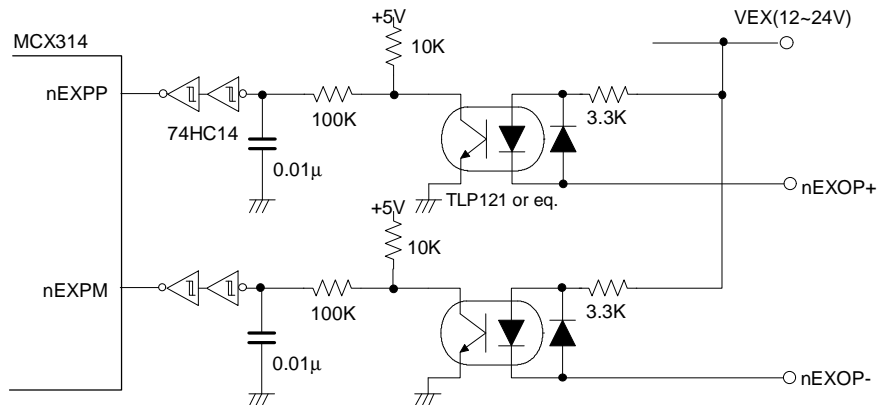 VEX(12~24V)
+5V
MCX314
10K
nEXPP
74HC14
100K
3.3K
0.01μ
TLP121 or eq.
nEXOP+
+5V
10K
nEXPM
100K
3.3K
0.01μ
nEXOP-